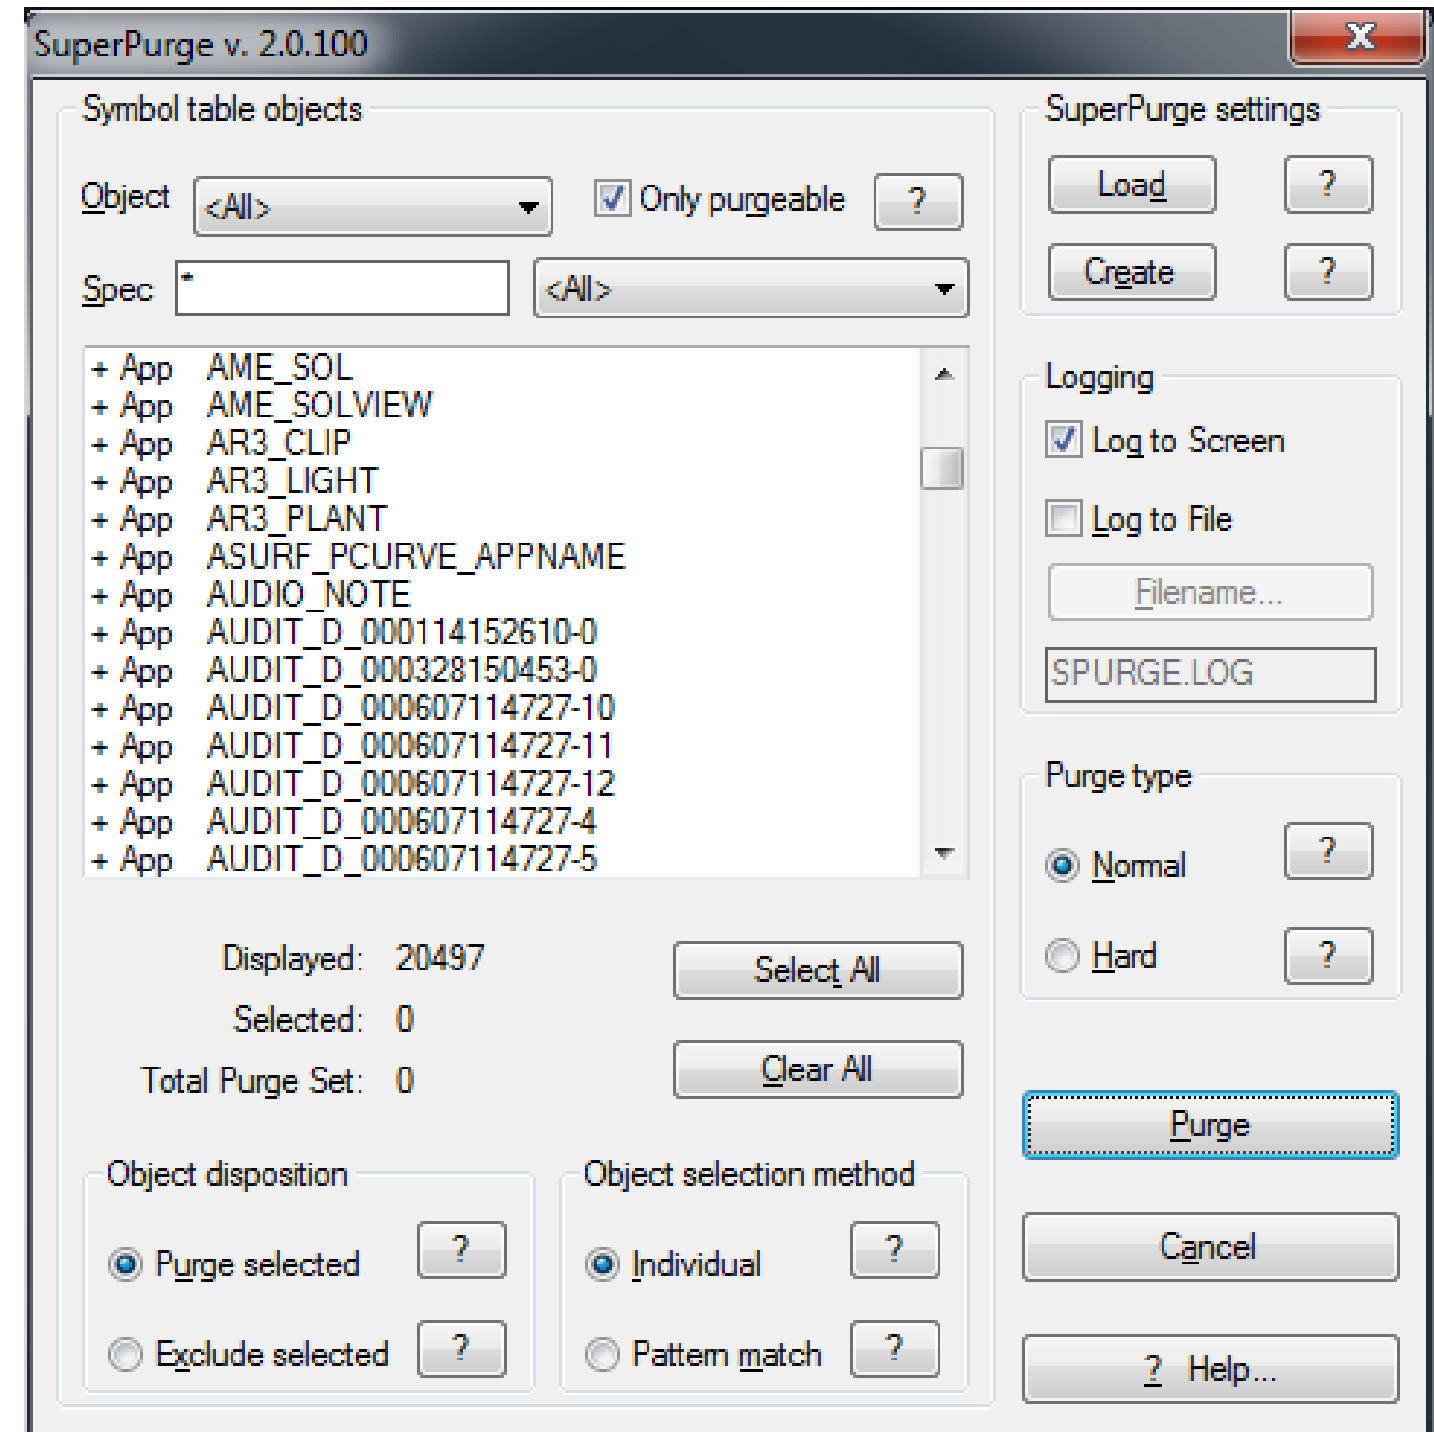 SuperPurge v. 2.0.100
x
Symbol table objects
Object <All> Only purgeable ?
Spec * <All>
+ App AME_SOL
+ App AME_SOLVIEW
+ App AR3_CLIP
+ App AR3_LIGHT
+ App AR3_PLANT
+ App ASURF_PCURVE_APPNAME
+ App AUDIO_NOTE
+ App AUDIT_D_000114152610-0
+ App AUDIT_D_000328150453-0
+ App AUDIT_D_000607114727-10
+ App AUDIT_D_000607114727-11
+ App AUDIT_D_000607114727-12
+ App AUDIT_D_000607114727-4
+ App AUDIT_D_000607114727-5
Displayed: 20497
Selected: 0
Total Purge Set: 0
Select All
Clear All
Object disposition
Purge selected ?
Exclude selected ?
Object selection method
Individual ?
Pattern match ?
SuperPurge settings
Load ?
Create ?
Logging
Log to Screen
Log to File
Filename...
SPURGE.LOG
Purge type
Normal ?
Hard ?
Purge
Cancel
? Help...